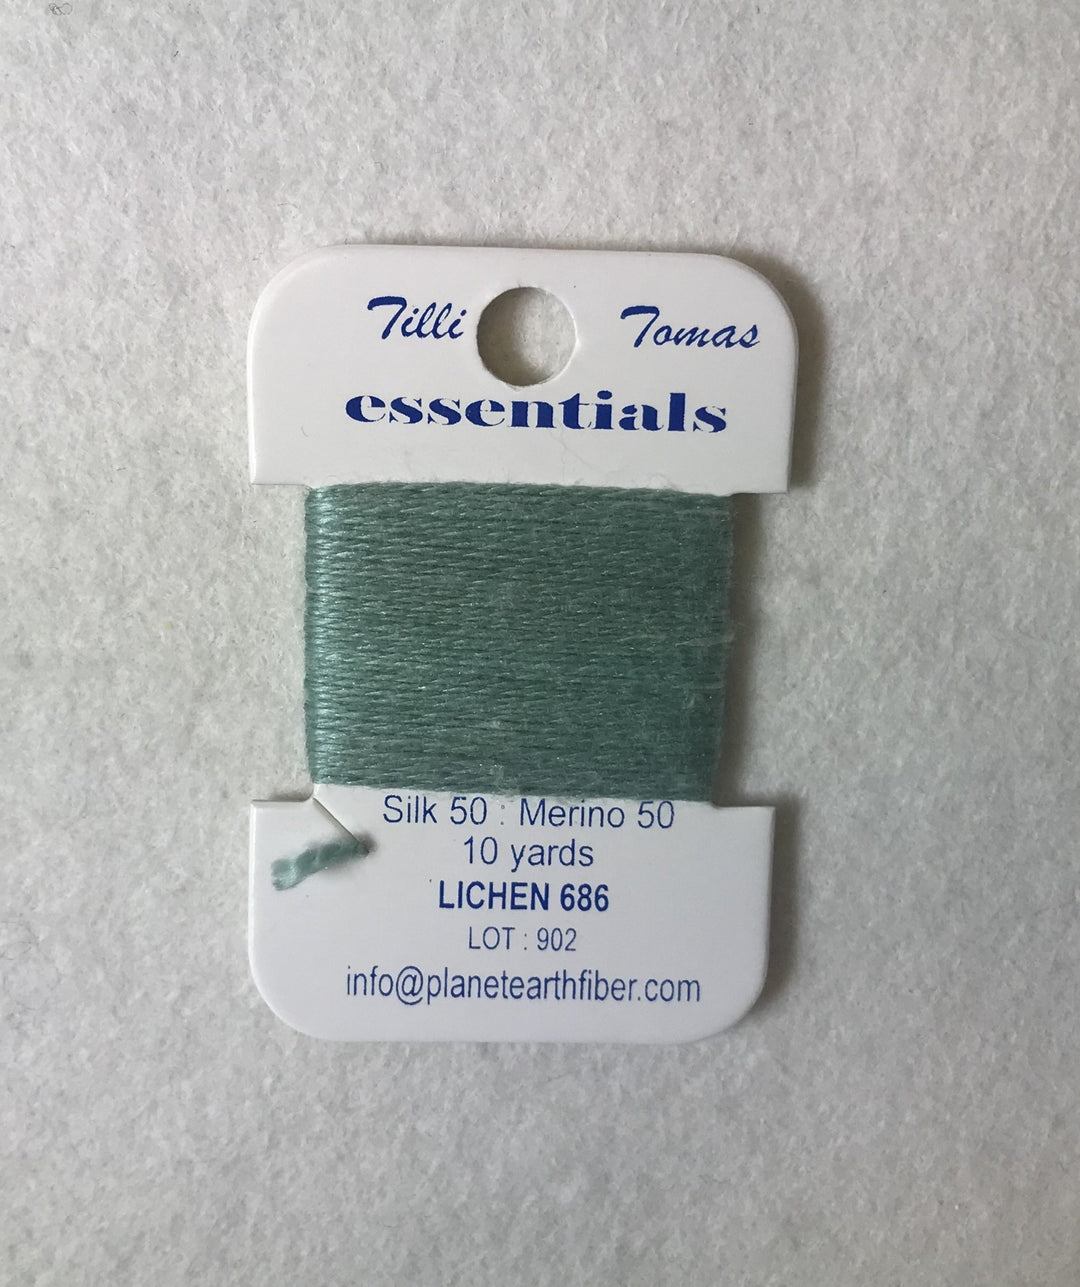 Tilli Tomas
essentials
Silk 50 : Merino 50
10 yards
LICHEN 686
LOT : 902
info@planetearthfiber.com